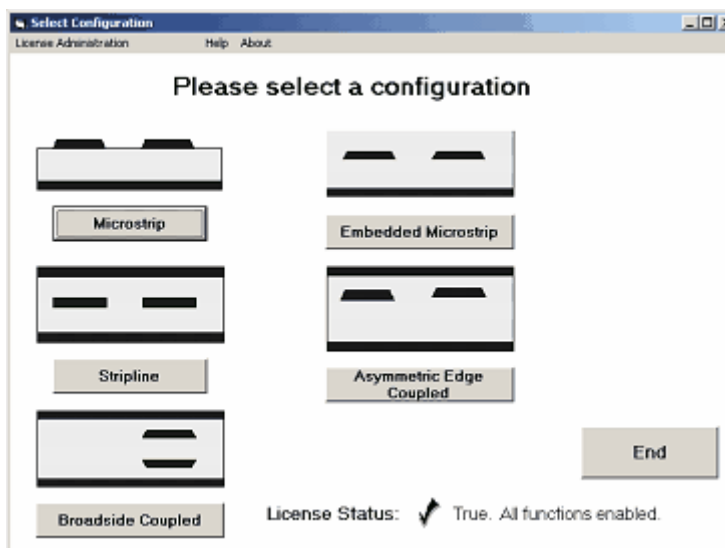 Select Configuration
License Administration Help About
Please select a configuration
Microstrip
Embedded Microstrip
Stripline
Asymmetric Edge
Coupled
Broadside Coupled
End
License Status: True. All functions enabled.